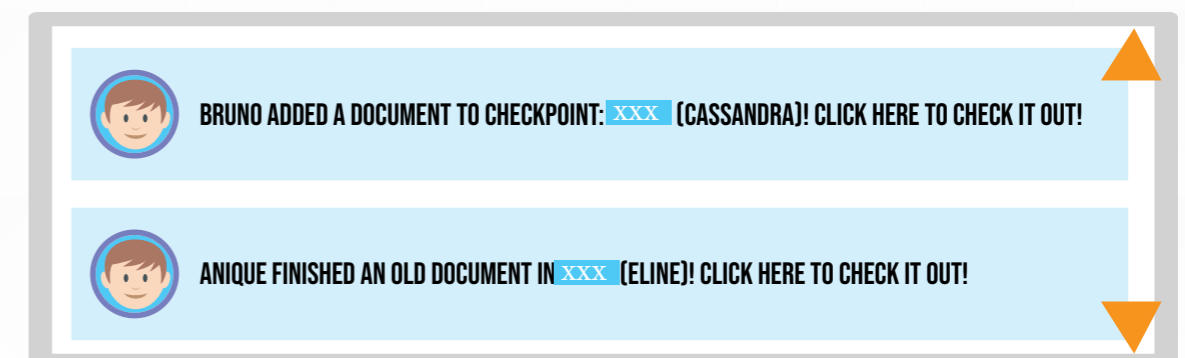 BRUNO ADDED A DOCUMENT TO CHECKPOINT: XXX (CASSANDRA)! CLICK HERE TO CHECK IT OUT!
ANIQUE FINISHED AN OLD DOCUMENT IN XXX (ELINE)! CLICK HERE TO CHECK IT OUT!